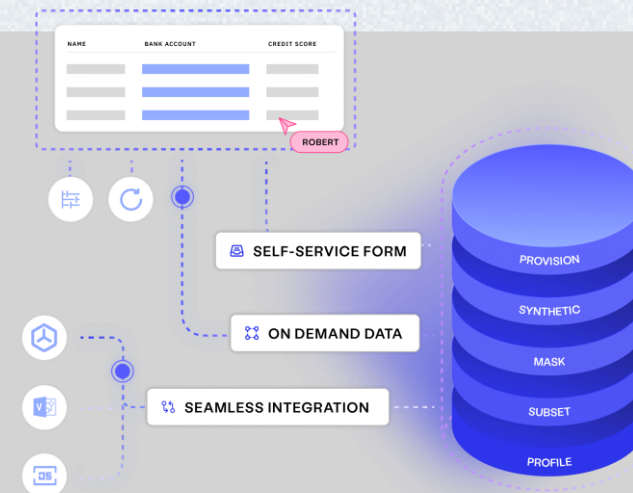 NAME BANK ACCOUNT CREDIT SCORE
ROBERT
SELF-SERVICE FORM
ON DEMAND DATA
SEAMLESS INTEGRATION
PROVISION
SYNTHETIC
MASK
SUBSET
PROFILE
V
DS